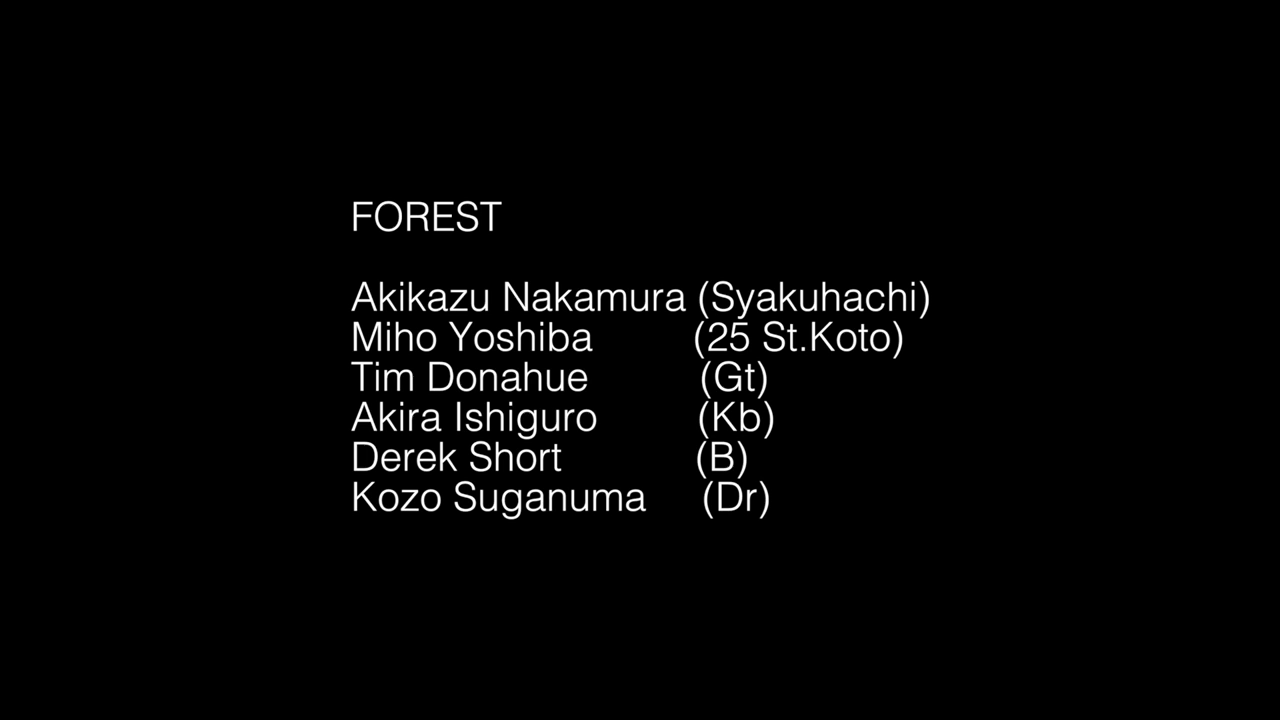 FOREST
Akikazu Nakamura (Syakuhachi)
Miho Yoshiba (25 St.Koto)
Tim Donahue (Gt)
Akira Ishiguro (Kb)
Derek Short (B)
Kozo Suganuma (Dr)